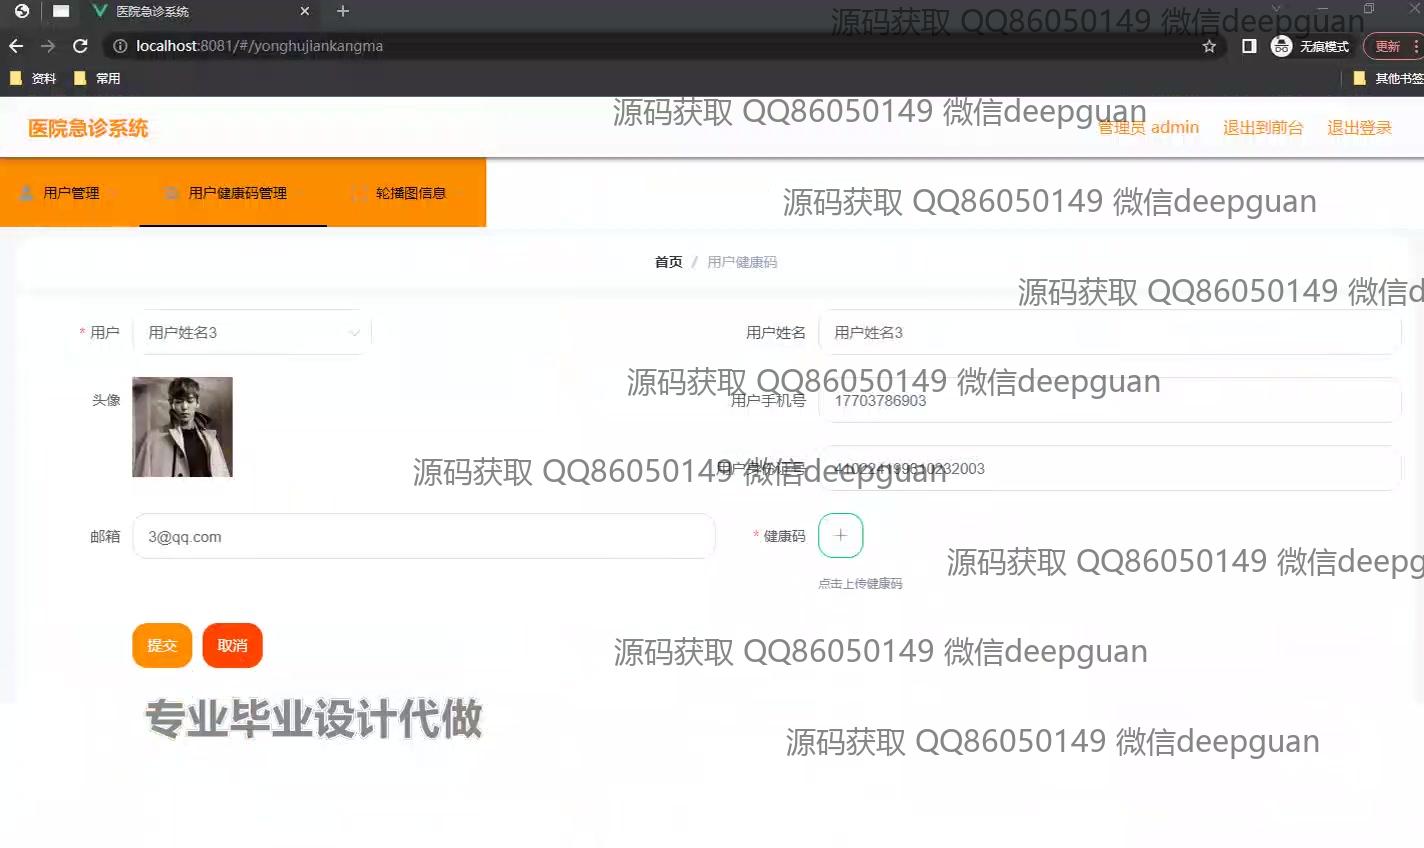 医院急诊系统
源码获取 QQ86050149 微信deepguan
localhost:8081/#/yonghujiankangma
无痕模式
更新
资料
常用
其他书签
源码获取 QQ86050149 微信deepguan
医院急诊系统
管理员 admin
退出到前台
退出登录
用户管理
用户健康码管理
轮播图信息
源码获取 QQ86050149 微信deepguan
首页 / 用户健康码
源码获取 QQ86050149 微信d
* 用户
用户姓名3
用户姓名
用户姓名3
源码获取 QQ86050149 微信deepguan
头像
用户手机号
17703786903
源码获取 QQ86050149 微信deepguan
用户身份证号
410224199610232003
邮箱
3@qq.com
* 健康码
点击上传健康码
源码获取 QQ86050149 微信deepg
提交
取消
源码获取 QQ86050149 微信deepguan
专业毕业设计代做
源码获取 QQ86050149 微信deepguan